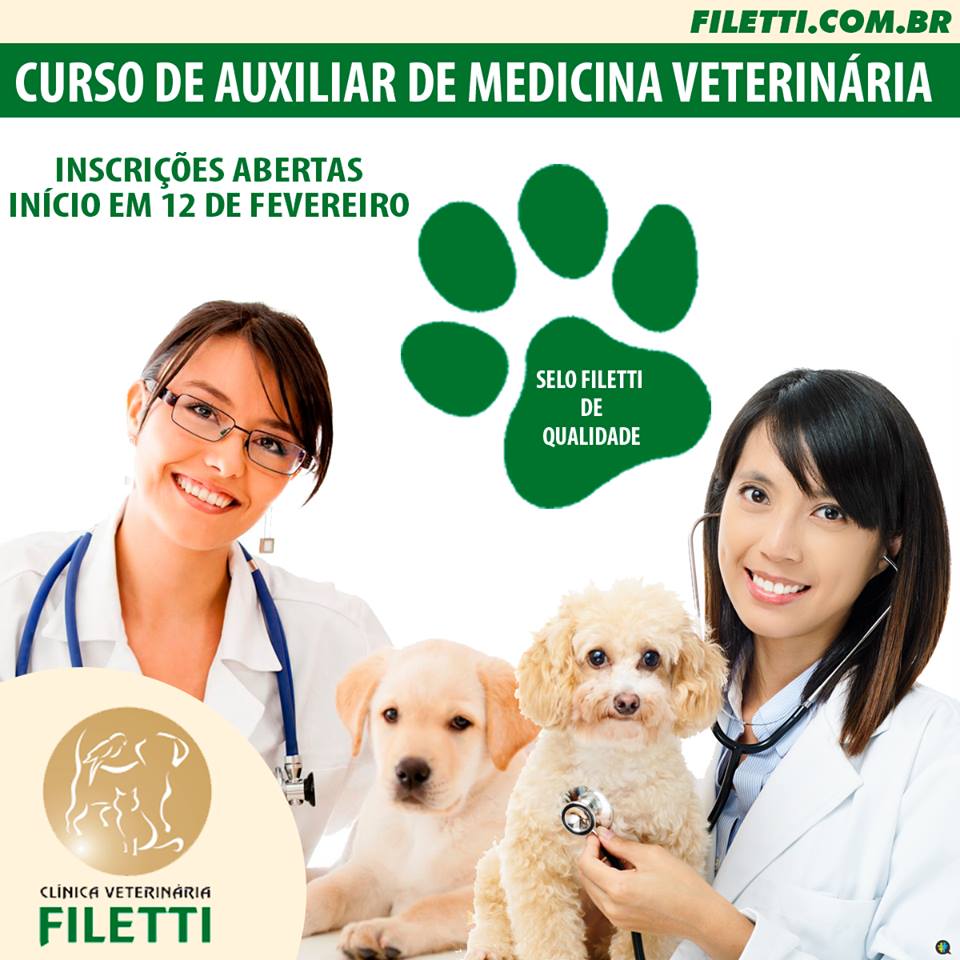 FILETTI.COM.BR
CURSO DE AUXILIAR DE MEDICINA VETERINÁRIA
INSCRIÇÕES ABERTAS
INÍCIO EM 12 DE FEVEREIRO
SELO FILETTI
DE
QUALIDADE
CLÍNICA VETERINÁRIA
FILETTI